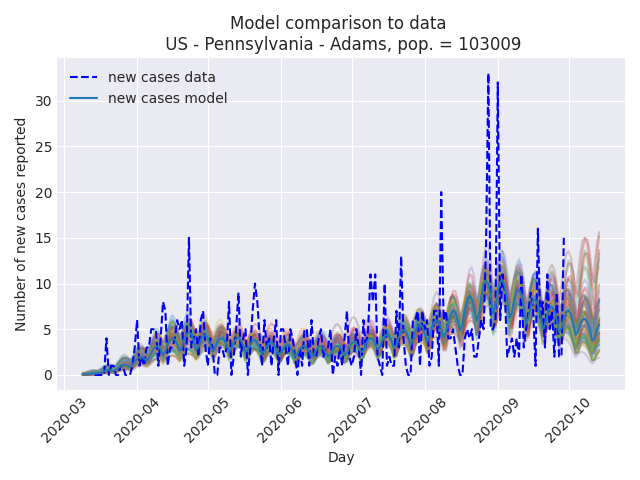 Model comparison to data
US - Pennsylvania - Adams, pop. = 103009
new cases data
new cases model
Number of new cases reported
30
25
20
15
10
5
0
2020-03
2020-04
2020-05
2020-06
2020-07
2020-08
2020-09
2020-10
Day